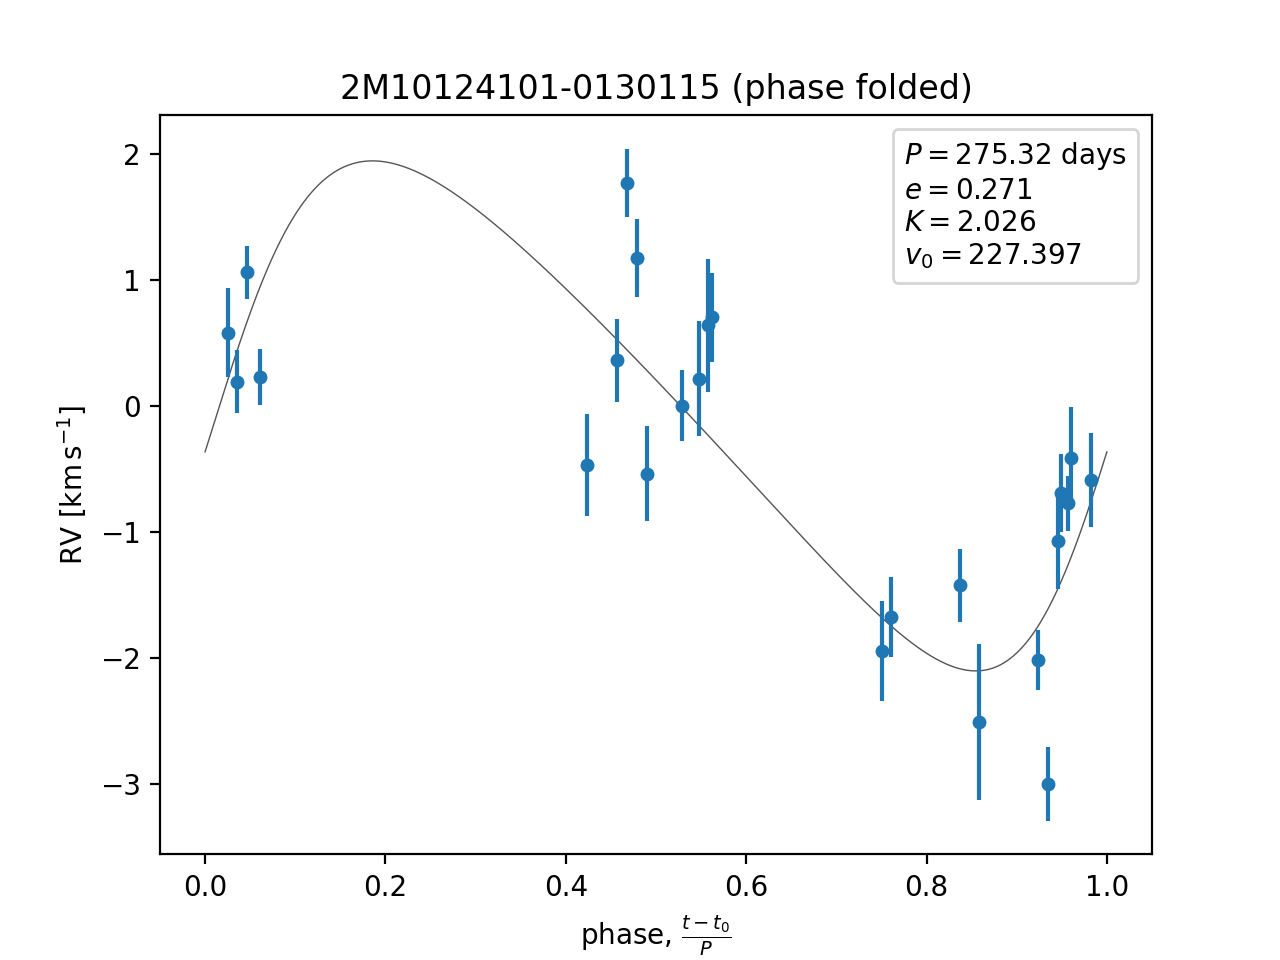 2M10124101-0130115 (phase folded)
P = 275.32 days
e = 0.271
K = 2.026
v₀ = 227.397
RV [km s⁻¹]
2
1
0
−1
−2
−3
0.0 0.2 0.4 0.6 0.8 1.0
phase, (t − t₀)/P